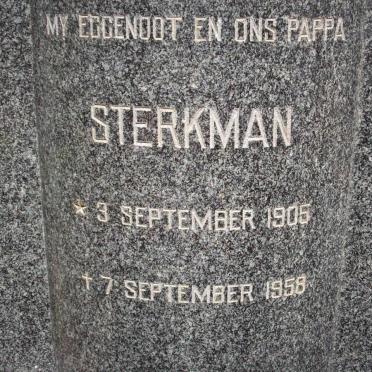 MY EGGENOOT EN ONS PAPPA
STERKMAN
* 3 SEPTEMBER 1905
† 7 SEPTEMBER 1958